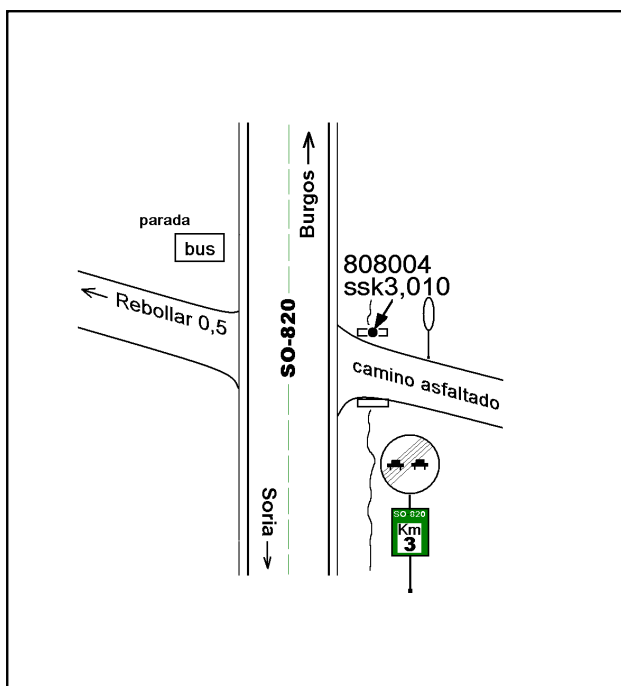 Burgos
parada
bus
808004
ssk3,010
Rebollar 0,5
SO-820
camino asfaltado
Soria
SO 820
Km
3